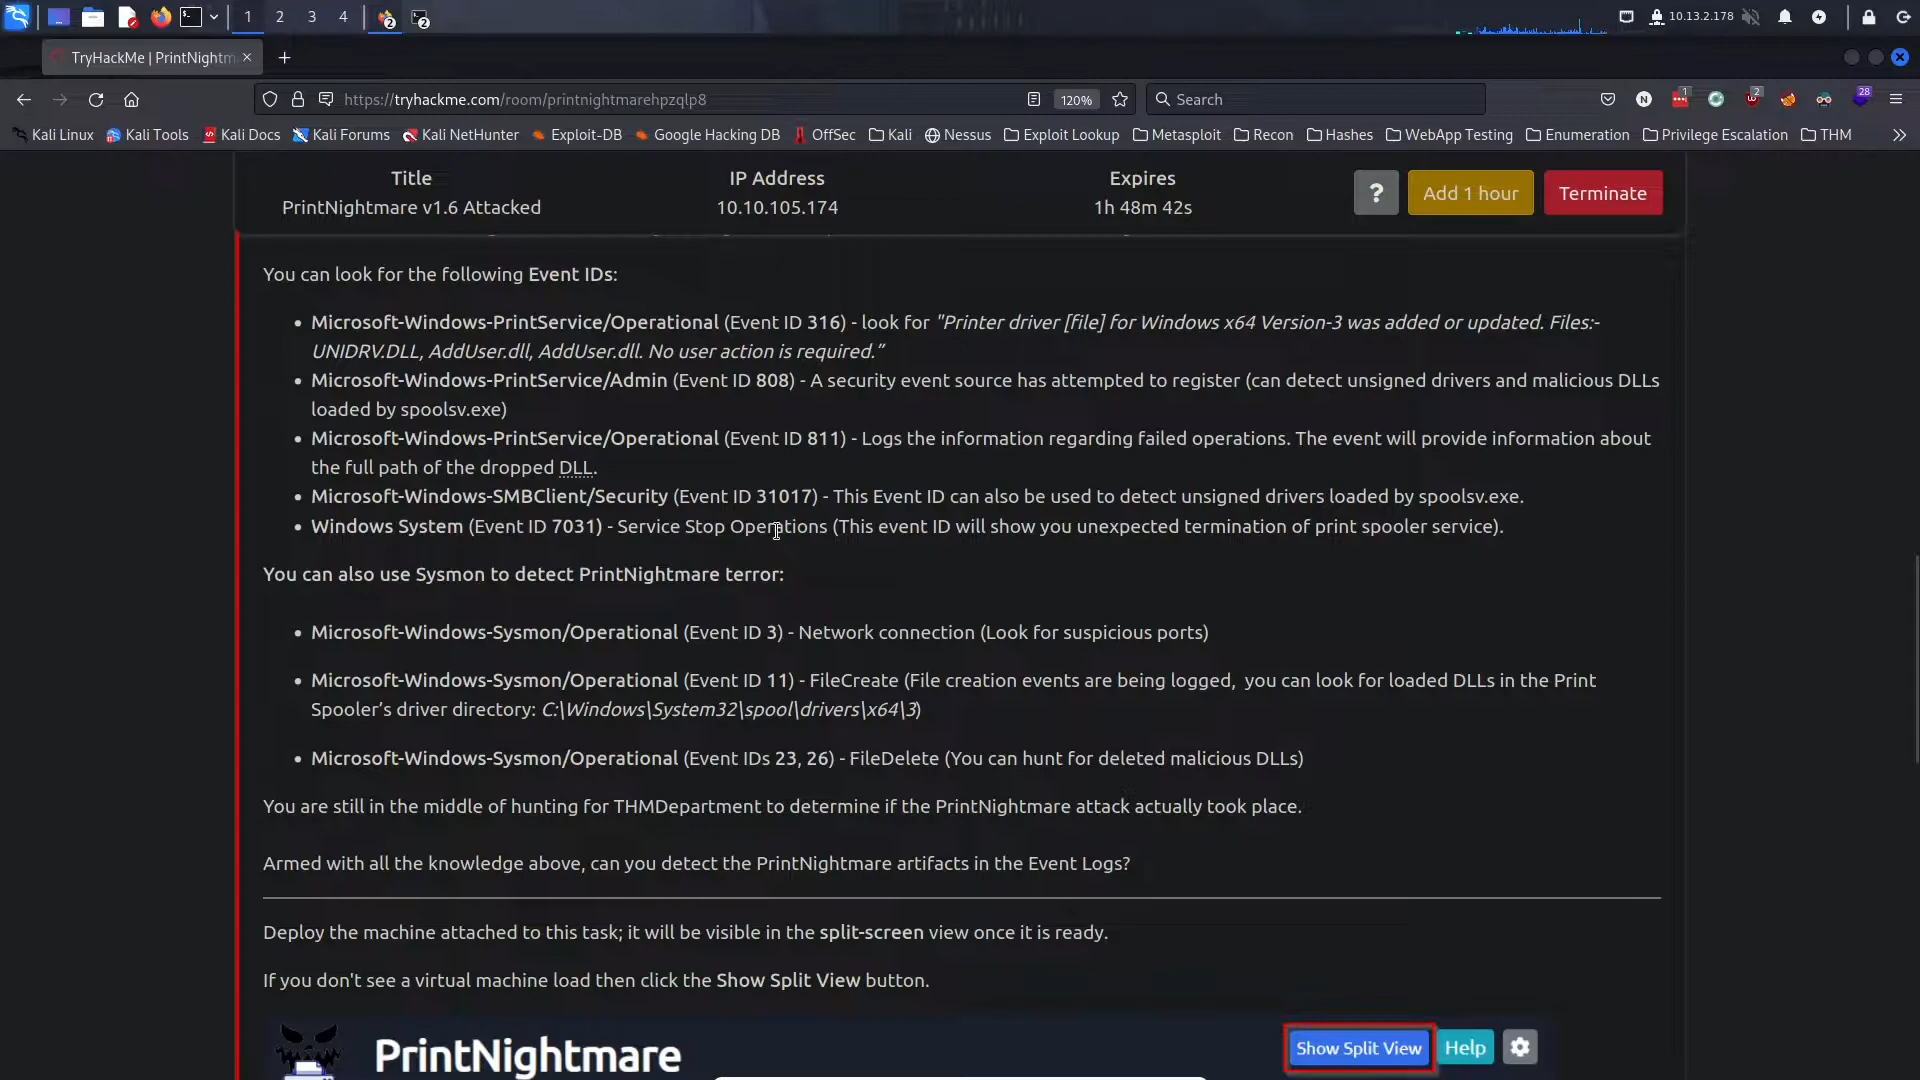 1 2 3 4 2 2 10.13.2.178
TryHackMe | PrintNightm
https://tryhackme.com/room/printnightmarehpzqlp8 120% Search 1 2 28
Kali Linux Kali Tools Kali Docs Kali Forums Kali NetHunter Exploit-DB Google Hacking DB OffSec Kali Nessus Exploit Lookup Metasploit Recon Hashes WebApp Testing Enumeration Privilege Escalation THM
Title IP Address Expires
PrintNightmare v1.6 Attacked 10.10.105.174 1h 48m 42s ? Add 1 hour Terminate
You can look for the following Event IDs:
• Microsoft-Windows-PrintService/Operational (Event ID 316) - look for "Printer driver [file] for Windows x64 Version-3 was added or updated. Files:-
UNIDRV.DLL, AddUser.dll, AddUser.dll. No user action is required.”
• Microsoft-Windows-PrintService/Admin (Event ID 808) - A security event source has attempted to register (can detect unsigned drivers and malicious DLLs
loaded by spoolsv.exe)
• Microsoft-Windows-PrintService/Operational (Event ID 811) - Logs the information regarding failed operations. The event will provide information about
the full path of the dropped DLL.
• Microsoft-Windows-SMBClient/Security (Event ID 31017) - This Event ID can also be used to detect unsigned drivers loaded by spoolsv.exe.
• Windows System (Event ID 7031) - Service Stop Operations (This event ID will show you unexpected termination of print spooler service).
You can also use Sysmon to detect PrintNightmare terror:
• Microsoft-Windows-Sysmon/Operational (Event ID 3) - Network connection (Look for suspicious ports)
• Microsoft-Windows-Sysmon/Operational (Event ID 11) - FileCreate (File creation events are being logged, you can look for loaded DLLs in the Print
Spooler’s driver directory: C:\Windows\System32\spool\drivers\x64\3)
• Microsoft-Windows-Sysmon/Operational (Event IDs 23, 26) - FileDelete (You can hunt for deleted malicious DLLs)
You are still in the middle of hunting for THMDepartment to determine if the PrintNightmare attack actually took place.
Armed with all the knowledge above, can you detect the PrintNightmare artifacts in the Event Logs?
Deploy the machine attached to this task; it will be visible in the split-screen view once it is ready.
If you don't see a virtual machine load then click the Show Split View button.
PrintNightmare Show Split View Help